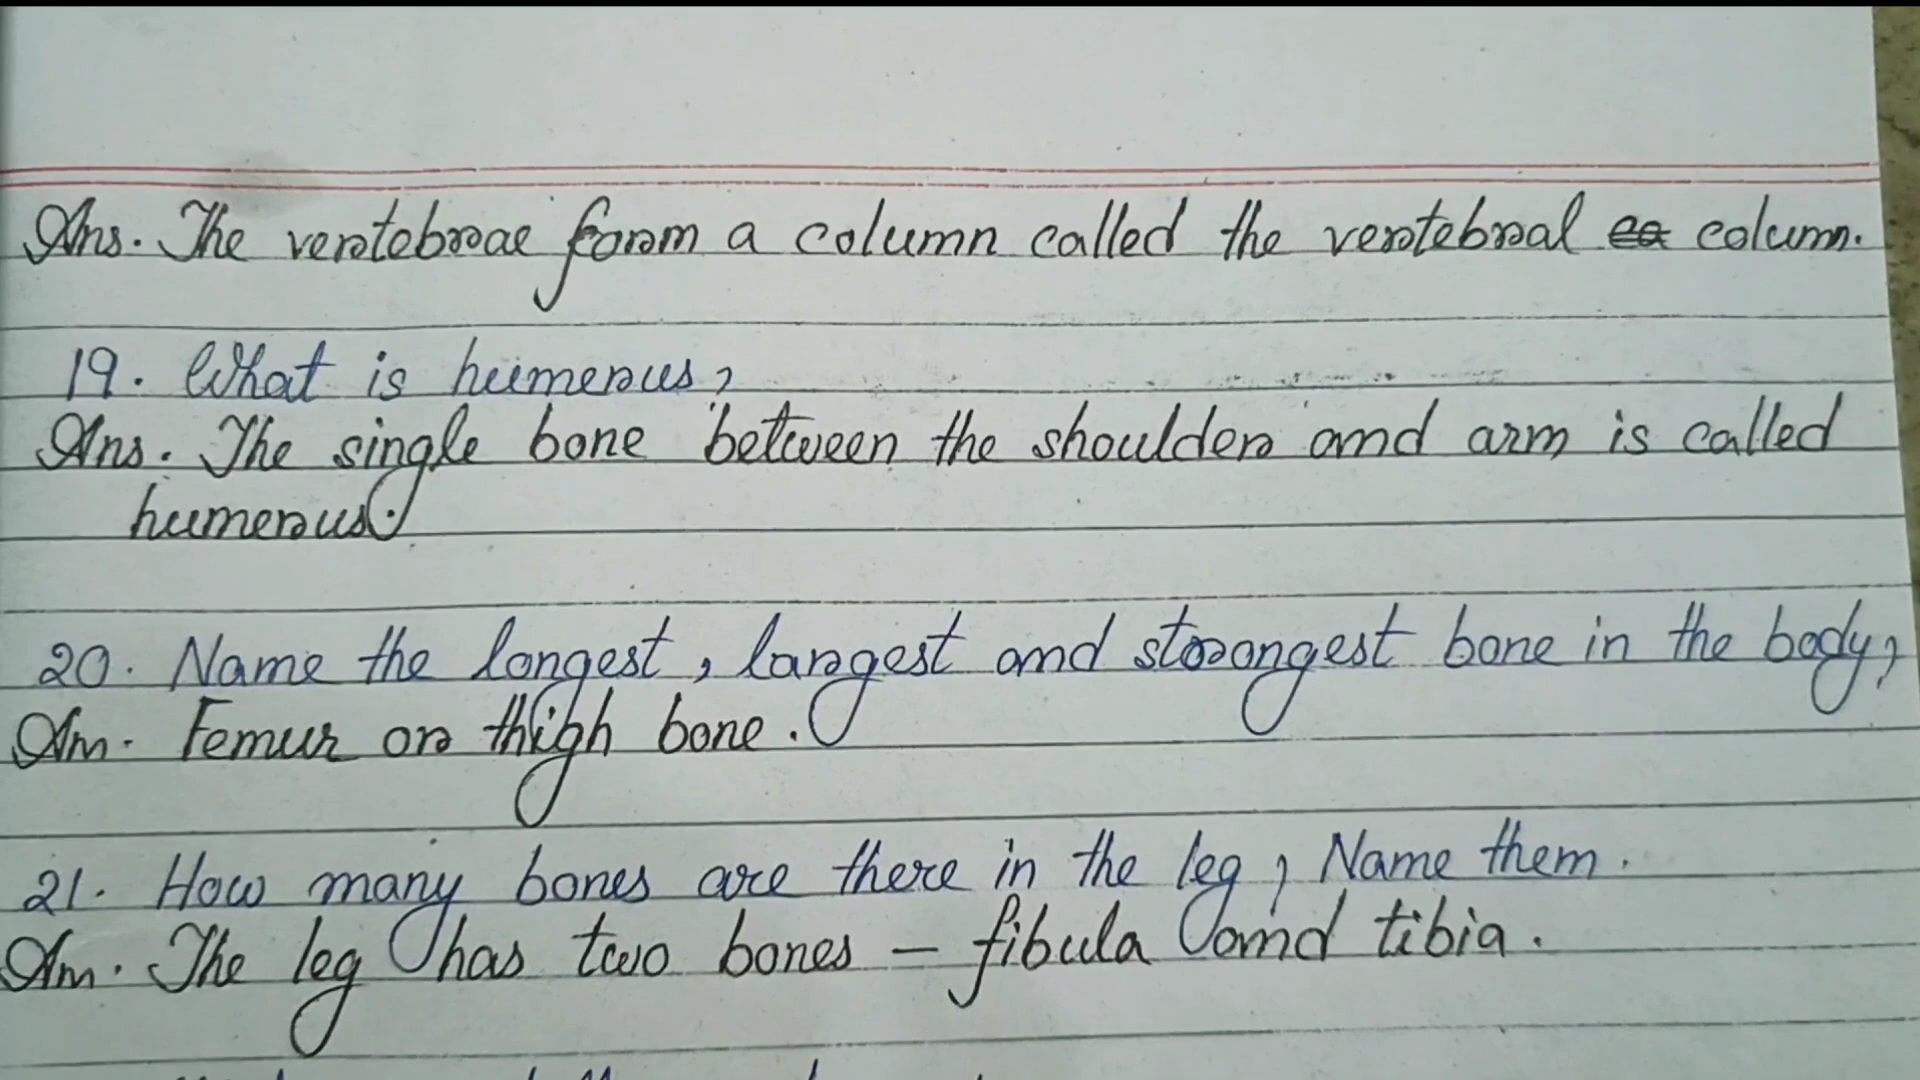 Ans. The vertebrae form a column called the vertebral column.
19. What is humerus,
Ans. The single bone between the shoulder and arm is called
humerus.
20. Name the longest, largest and strongest bone in the body,
An. Femur or thigh bone.
21. How many bones are there in the leg, Name them.
An. The leg has two bones – fibula and tibia.